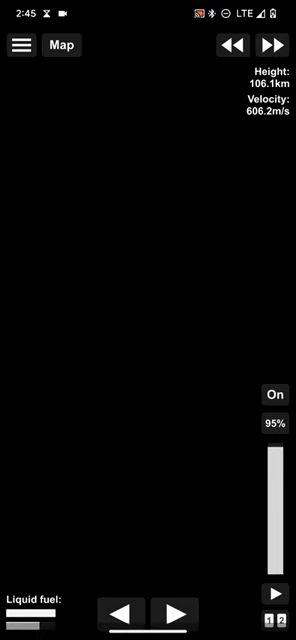 2:45
LTE
Map
Height:
106.1km
Velocity:
606.2m/s
On
95%
Liquid fuel:
1 2